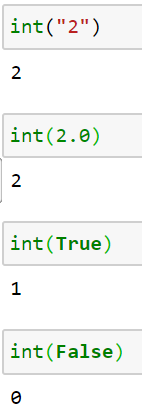 int("2")
2
int(2.0)
2
int(True)
1
int(False)
0